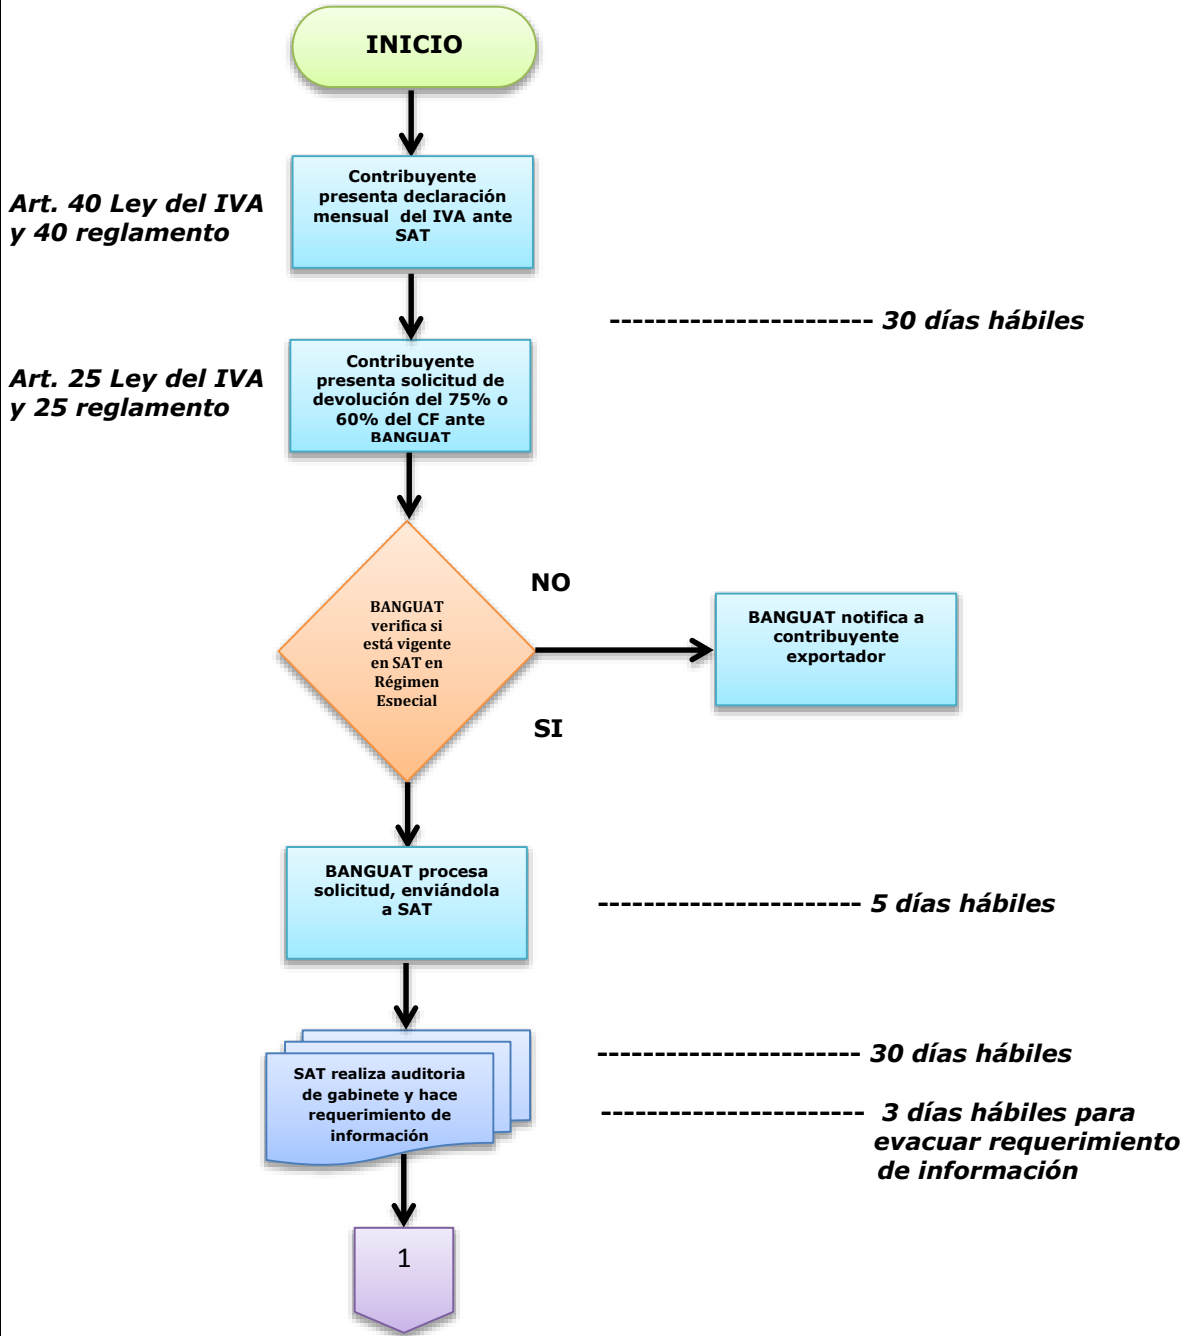 INICIO
Contribuyente
presenta declaración
mensual del IVA ante
SAT
Art. 40 Ley del IVA
y 40 reglamento
----------------------- 30 días hábiles
Contribuyente
presenta solicitud de
devolución del 75% o
60% del CF ante
BANGUAT
Art. 25 Ley del IVA
y 25 reglamento
BANGUAT
verifica si
está vigente
en SAT en
Régimen
Especial
NO
BANGUAT notifica a
contribuyente
exportador
SI
BANGUAT procesa
solicitud, enviándola
a SAT
----------------------- 5 días hábiles
SAT realiza auditoria
de gabinete y hace
requerimiento de
información
----------------------- 30 días hábiles
----------------------- 3 días hábiles para
evacuar requerimiento
de información
1